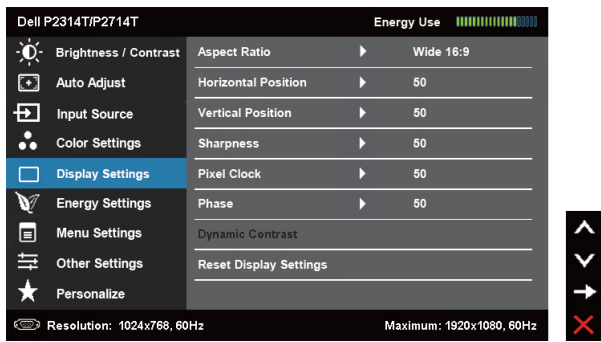 Dell P2314T/P2714T Energy Use
Brightness / Contrast Aspect Ratio Wide 16:9
Auto Adjust Horizontal Position 50
Input Source Vertical Position 50
Color Settings Sharpness 50
Display Settings Pixel Clock 50
Energy Settings Phase 50
Menu Settings Dynamic Contrast
Other Settings Reset Display Settings
Personalize
Resolution: 1024x768, 60Hz Maximum: 1920x1080, 60Hz